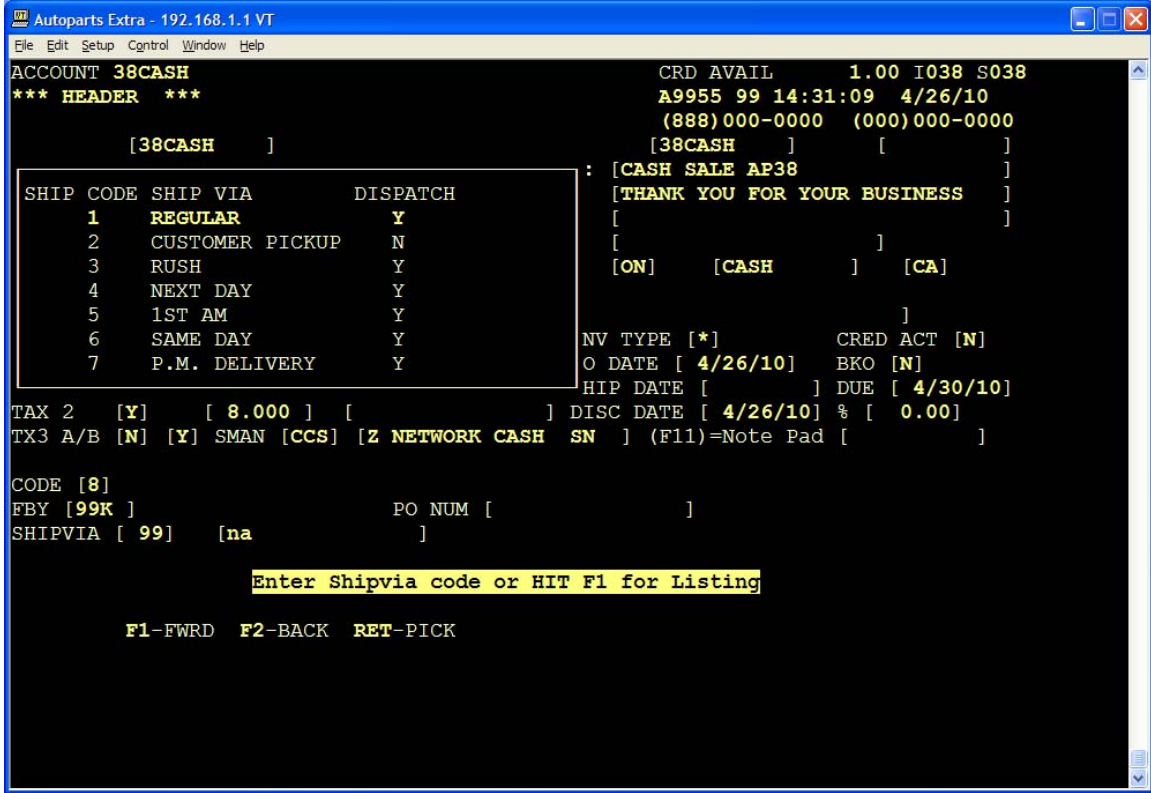 Autoparts Extra - 192.168.1.1 VT
File Edit Setup Control Window Help
ACCOUNT 38CASH CRD AVAIL 1.00 I038 S038
*** HEADER *** A9955 99 14:31:09 4/26/10
(888)000-0000 (000)000-0000
[38CASH ] [38CASH ] [ ]
: [CASH SALE AP38 ]
SHIP CODE SHIP VIA DISPATCH [THANK YOU FOR YOUR BUSINESS ]
1 REGULAR Y [ ]
2 CUSTOMER PICKUP N [ ]
3 RUSH Y [ON] [CASH ] [CA]
4 NEXT DAY Y
5 1ST AM Y ]
6 SAME DAY Y NV TYPE [*] CRED ACT [N]
7 P.M. DELIVERY Y O DATE [ 4/26/10] BKO [N]
HIP DATE [ ] DUE [ 4/30/10]
TAX 2 [Y] [ 8.000 ] [ ] DISC DATE [ 4/26/10] % [ 0.00]
TX3 A/B [N] [Y] SMAN [CCS] [Z NETWORK CASH SN ] (F11)=Note Pad [ ]
CODE [8]
FBY [99K ] PO NUM [ ]
SHIPVIA [ 99] [na ]
Enter Shipvia code or HIT F1 for Listing
F1-FWRD F2-BACK RET-PICK